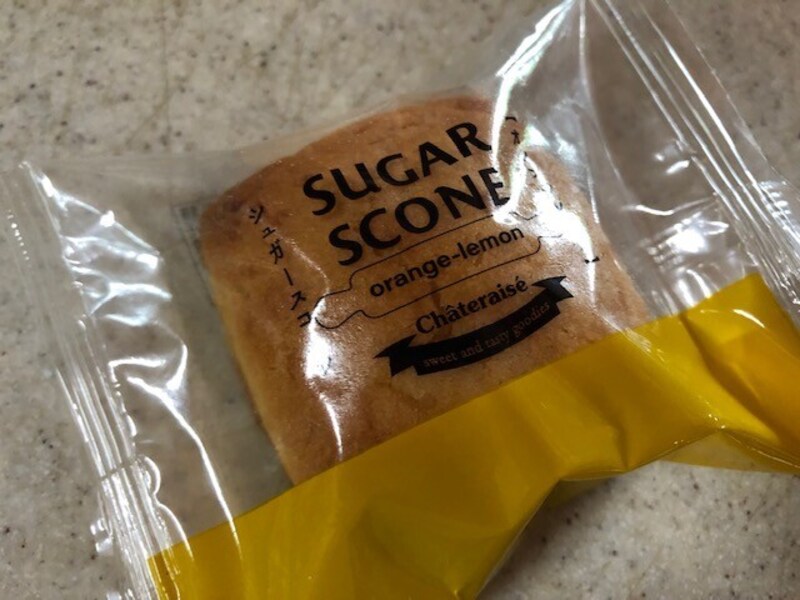 SUGAR
SCONE
orange-lemon
Châteraisé
sweet and tasty goodies
シュガースコ